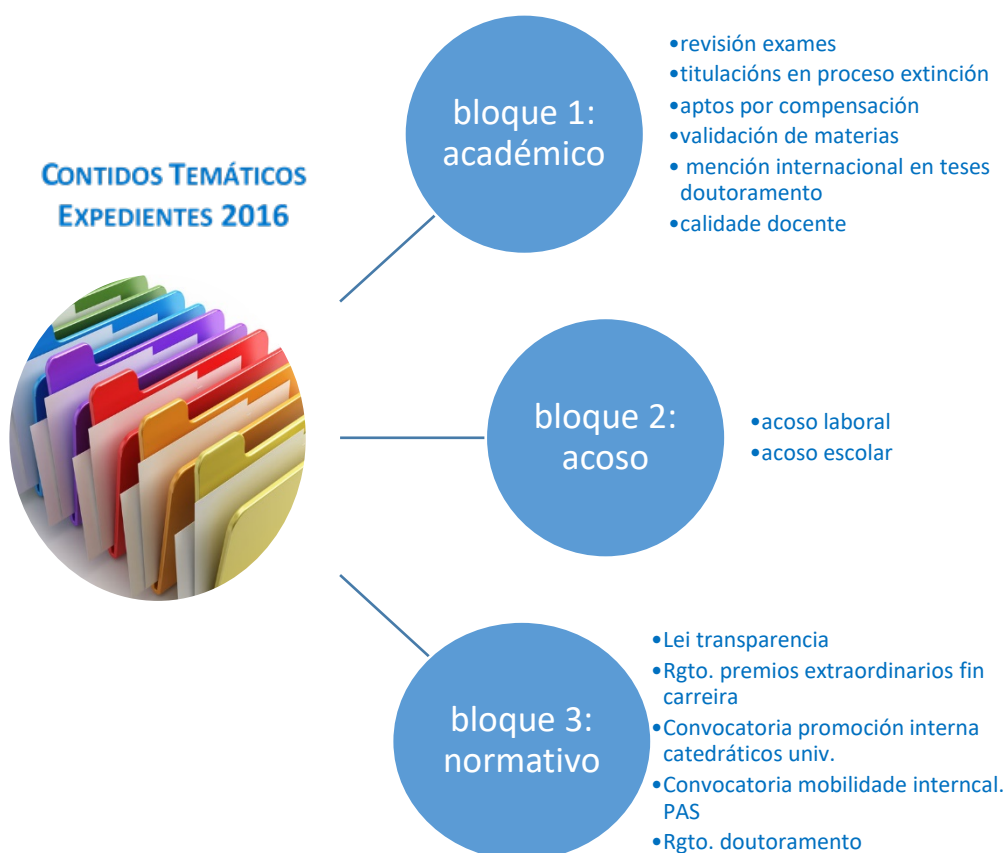 CONTIDOS TEMÁTICOS
EXPEDIENTES 2016
bloque 1:
académico
•revisión exames
•titulacións en proceso extinción
•aptos por compensación
•validación de materias
• mención internacional en teses
doutoramento
•calidade docente
bloque 2:
acoso
•acoso laboral
•acoso escolar
bloque 3:
normativo
•Lei transparencia
•Rgto. premios extraordinarios fin
carreira
•Convocatoria promoción interna
catedráticos univ.
•Convocatoria mobilidade interncal.
PAS
•Rgto. doutoramento